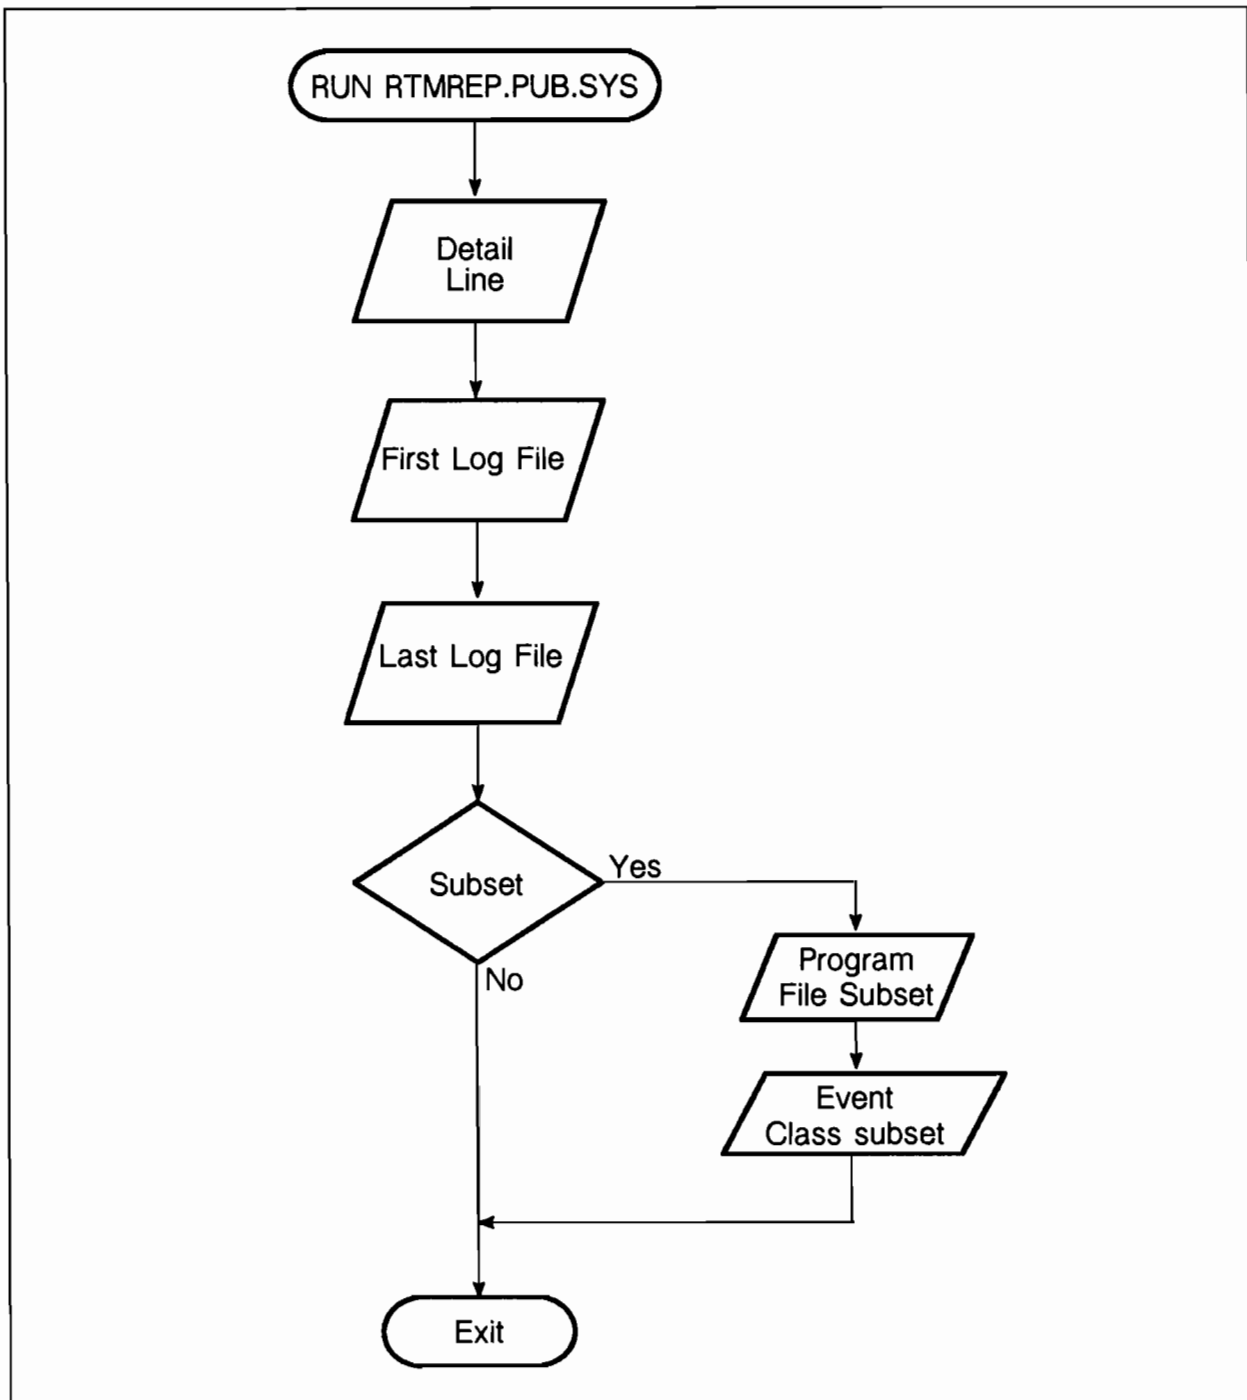 RUN RTMREP.PUB.SYS
Detail
Line
First Log File
Last Log File
Subset
Yes
No
Program
File Subset
Event
Class subset
Exit